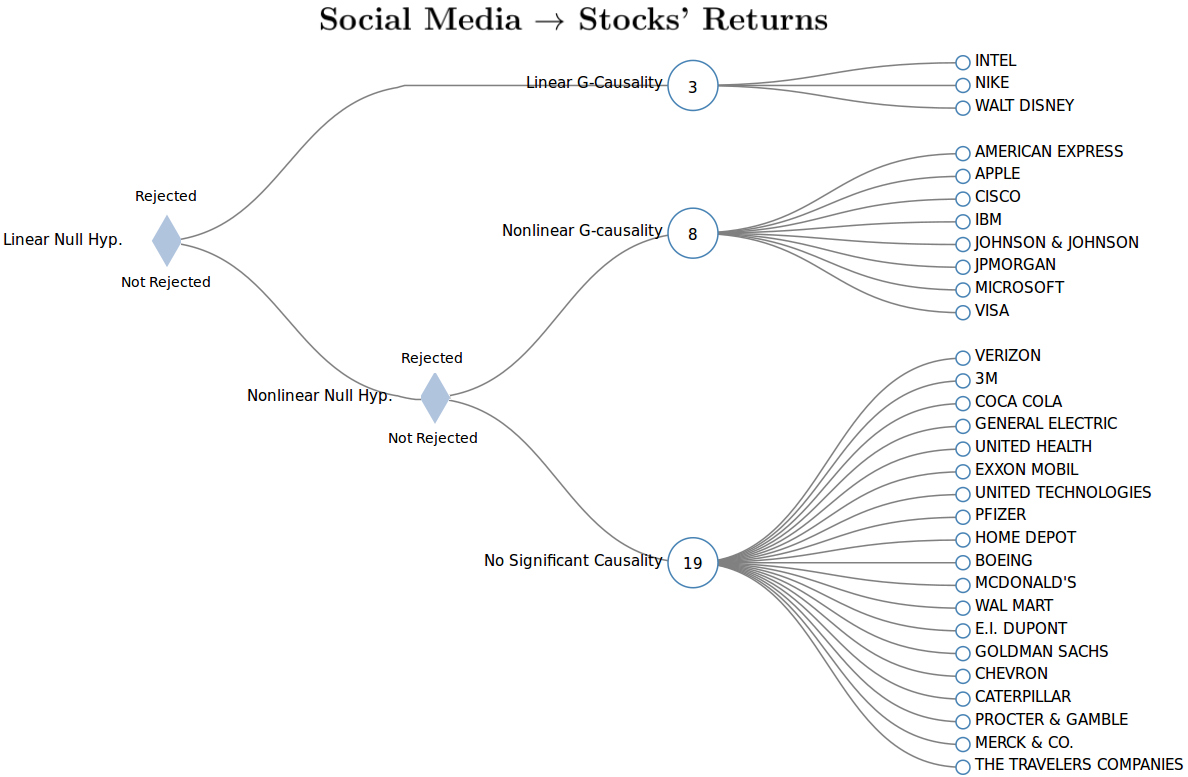 Social Media → Stocks' Returns
Linear G-Causality
3
INTEL
NIKE
WALT DISNEY
Rejected
Linear Null Hyp.
Not Rejected
Nonlinear G-causality
8
AMERICAN EXPRESS
APPLE
CISCO
IBM
JOHNSON & JOHNSON
JPMORGAN
MICROSOFT
VISA
Rejected
Nonlinear Null Hyp.
Not Rejected
No Significant Causality
19
VERIZON
3M
COCA COLA
GENERAL ELECTRIC
UNITED HEALTH
EXXON MOBIL
UNITED TECHNOLOGIES
PFIZER
HOME DEPOT
BOEING
MCDONALD'S
WAL MART
E.I. DUPONT
GOLDMAN SACHS
CHEVRON
CATERPILLAR
PROCTER & GAMBLE
MERCK & CO.
THE TRAVELERS COMPANIES